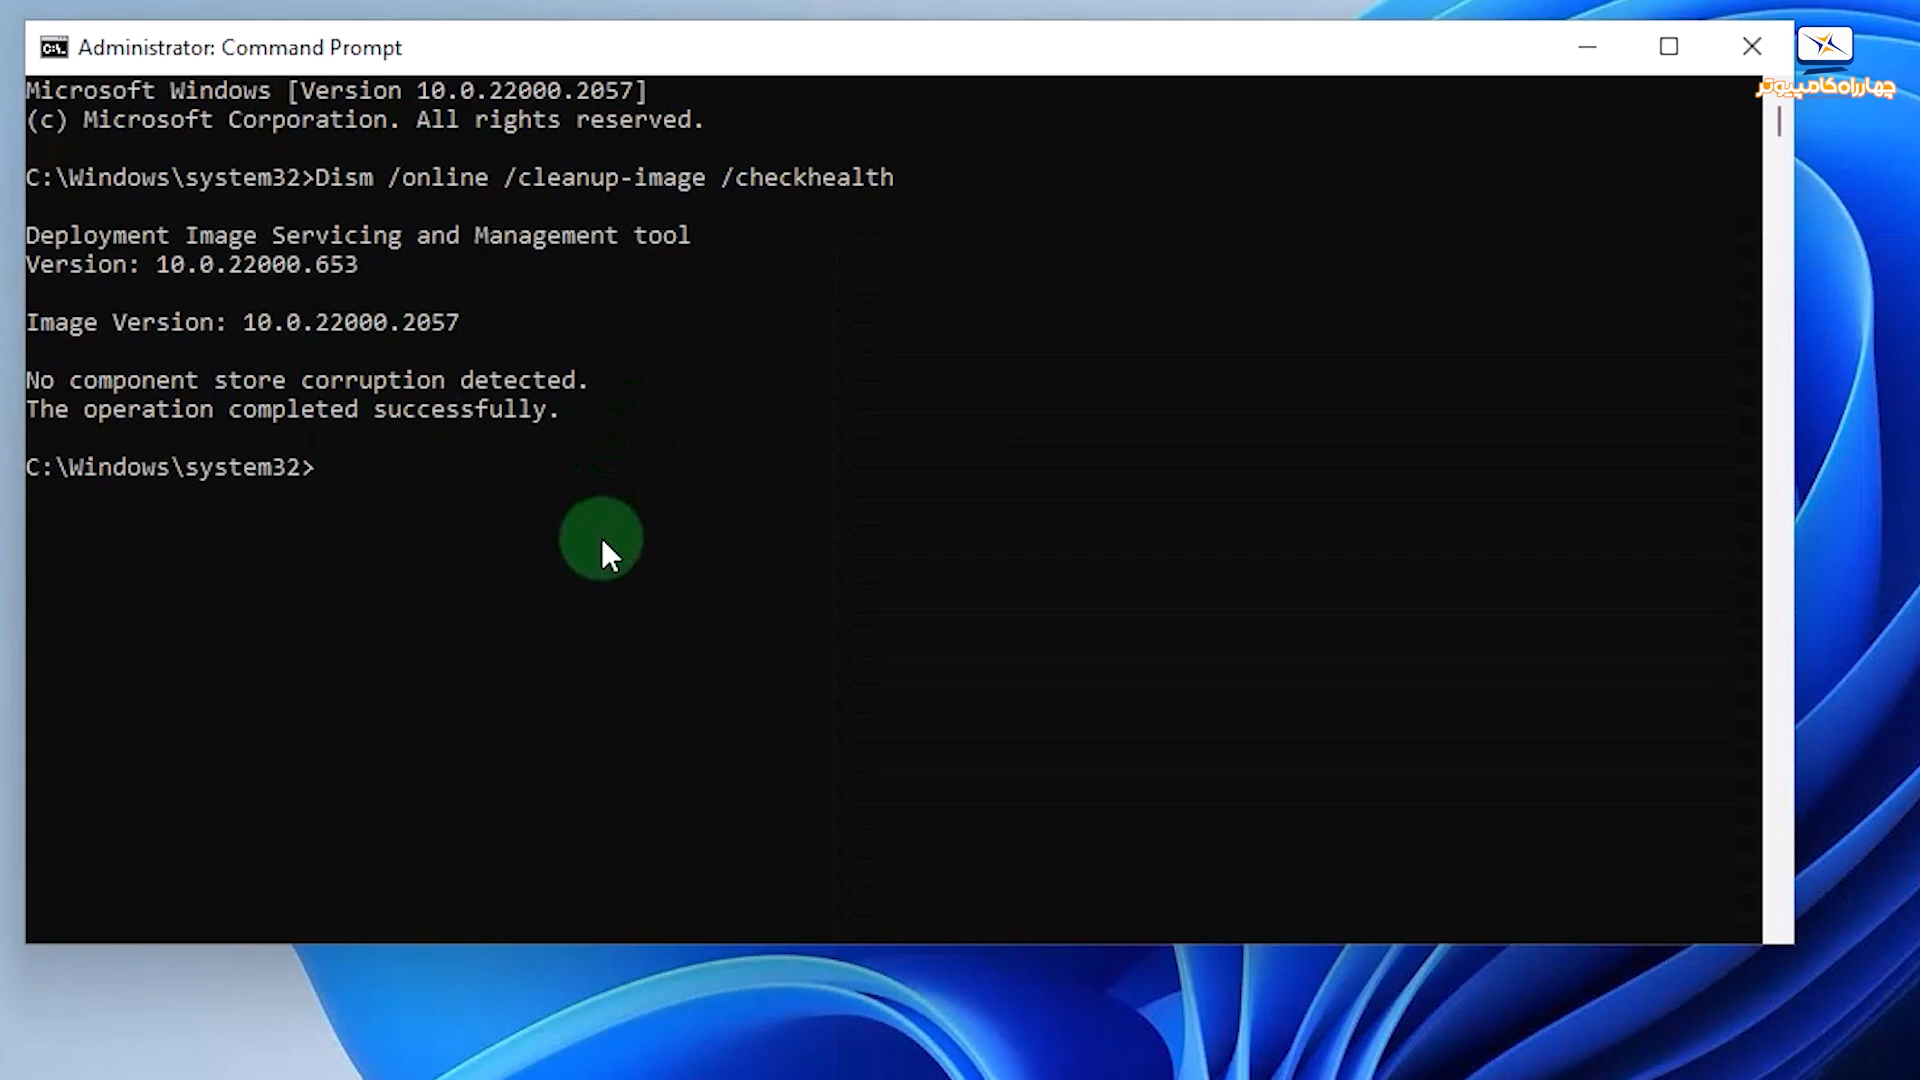 Administrator: Command Prompt
چهارراه کامپیوتر
Microsoft Windows [Version 10.0.22000.2057]
(c) Microsoft Corporation. All rights reserved.
C:\Windows\system32>Dism /online /cleanup-image /checkhealth
Deployment Image Servicing and Management tool
Version: 10.0.22000.653
Image Version: 10.0.22000.2057
No component store corruption detected.
The operation completed successfully.
C:\Windows\system32>